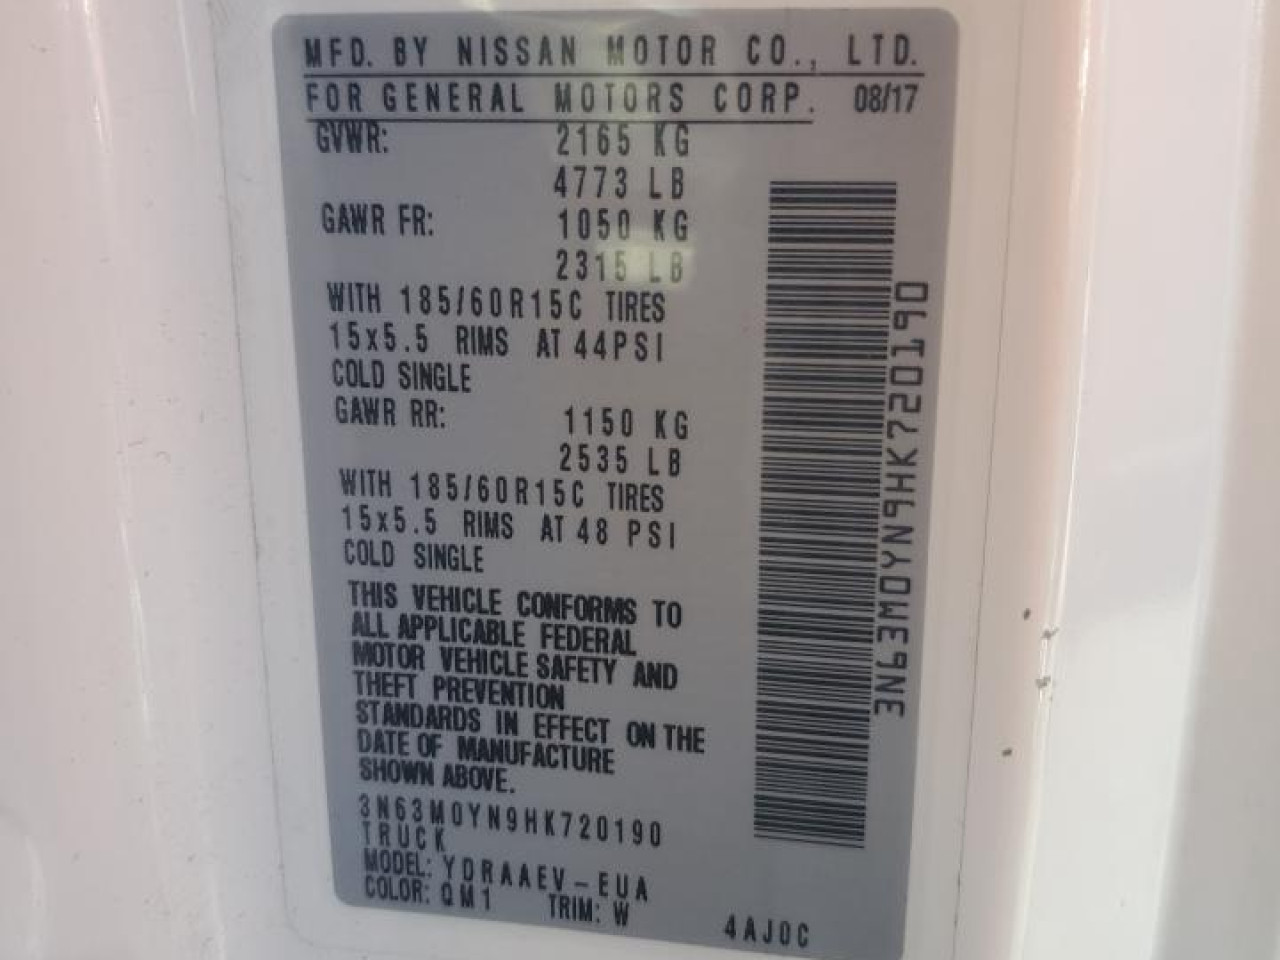 MFD. BY NISSAN MOTOR CO., LTD.
FOR GENERAL MOTORS CORP. 08/17
GVWR: 2165 KG
4773 LB
GAWR FR: 1050 KG
2315 LB
WITH 185/60R15C TIRES
15x5.5 RIMS AT 44PSI
COLD SINGLE
GAWR RR: 1150 KG
2535 LB
WITH 185/60R15C TIRES
15x5.5 RIMS AT 48 PSI
COLD SINGLE
THIS VEHICLE CONFORMS TO
ALL APPLICABLE FEDERAL
MOTOR VEHICLE SAFETY AND
THEFT PREVENTION
STANDARDS IN EFFECT ON THE
DATE OF MANUFACTURE
SHOWN ABOVE.
3N63M0YN9HK720190
TRUCK
MODEL: YDRAAEV-EUA
COLOR: QM1 TRIM: W
4AJ0C
3N63M0YN9HK720190